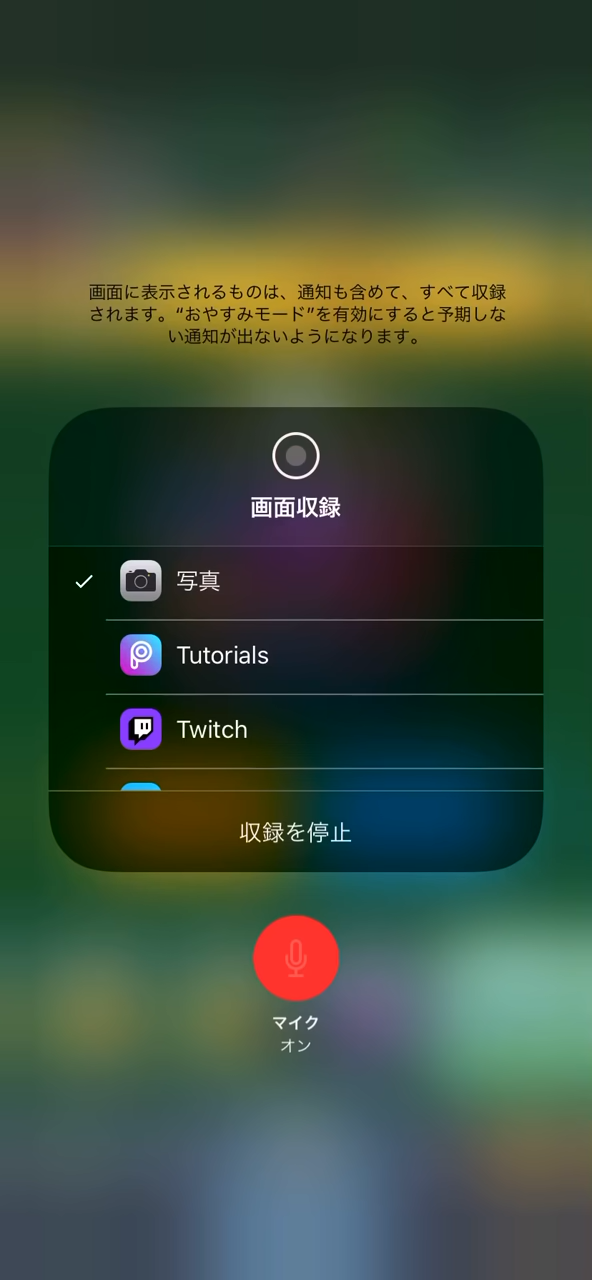 画面に表示されるものは、通知も含めて、すべて収録
されます。“おやすみモード”を有効にすると予期しな
い通知が出ないようになります。
画面収録
写真
Tutorials
Twitch
収録を停止
マイク
オン